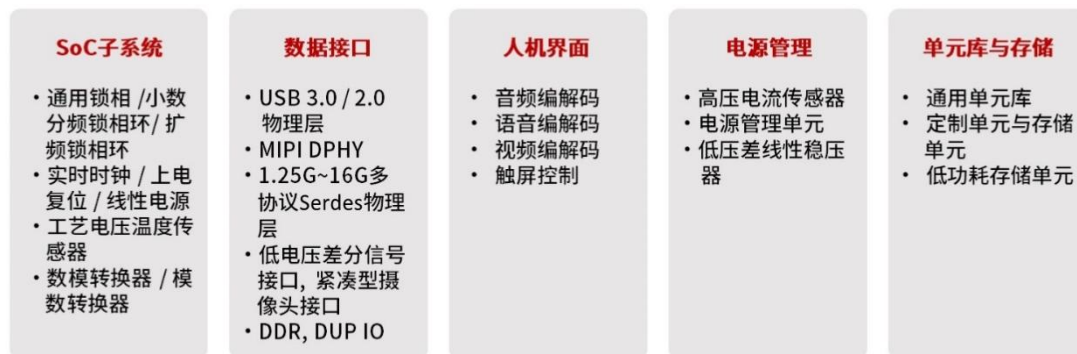 SoC子系统
・通用锁相 /小数
分频锁相环/ 扩
频锁相环
・实时时钟 / 上电
复位 / 线性电源
・工艺电压温度传
感器
・数模转换器 / 模
数转换器
数据接口
・USB 3.0 / 2.0
物理层
・MIPI DPHY
・1.25G~16G多
协议Serdes物理
层
・低电压差分信号
接口, 紧凑型摄
像头接口
・DDR, DUP IO
人机界面
・ 音频编解码
・ 语音编解码
・ 视频编解码
・ 触屏控制
电源管理
・高压电流传感器
・电源管理单元
・低压差线性稳压
器
单元库与存储
・ 通用单元库
・ 定制单元与存储
单元
・ 低功耗存储单元